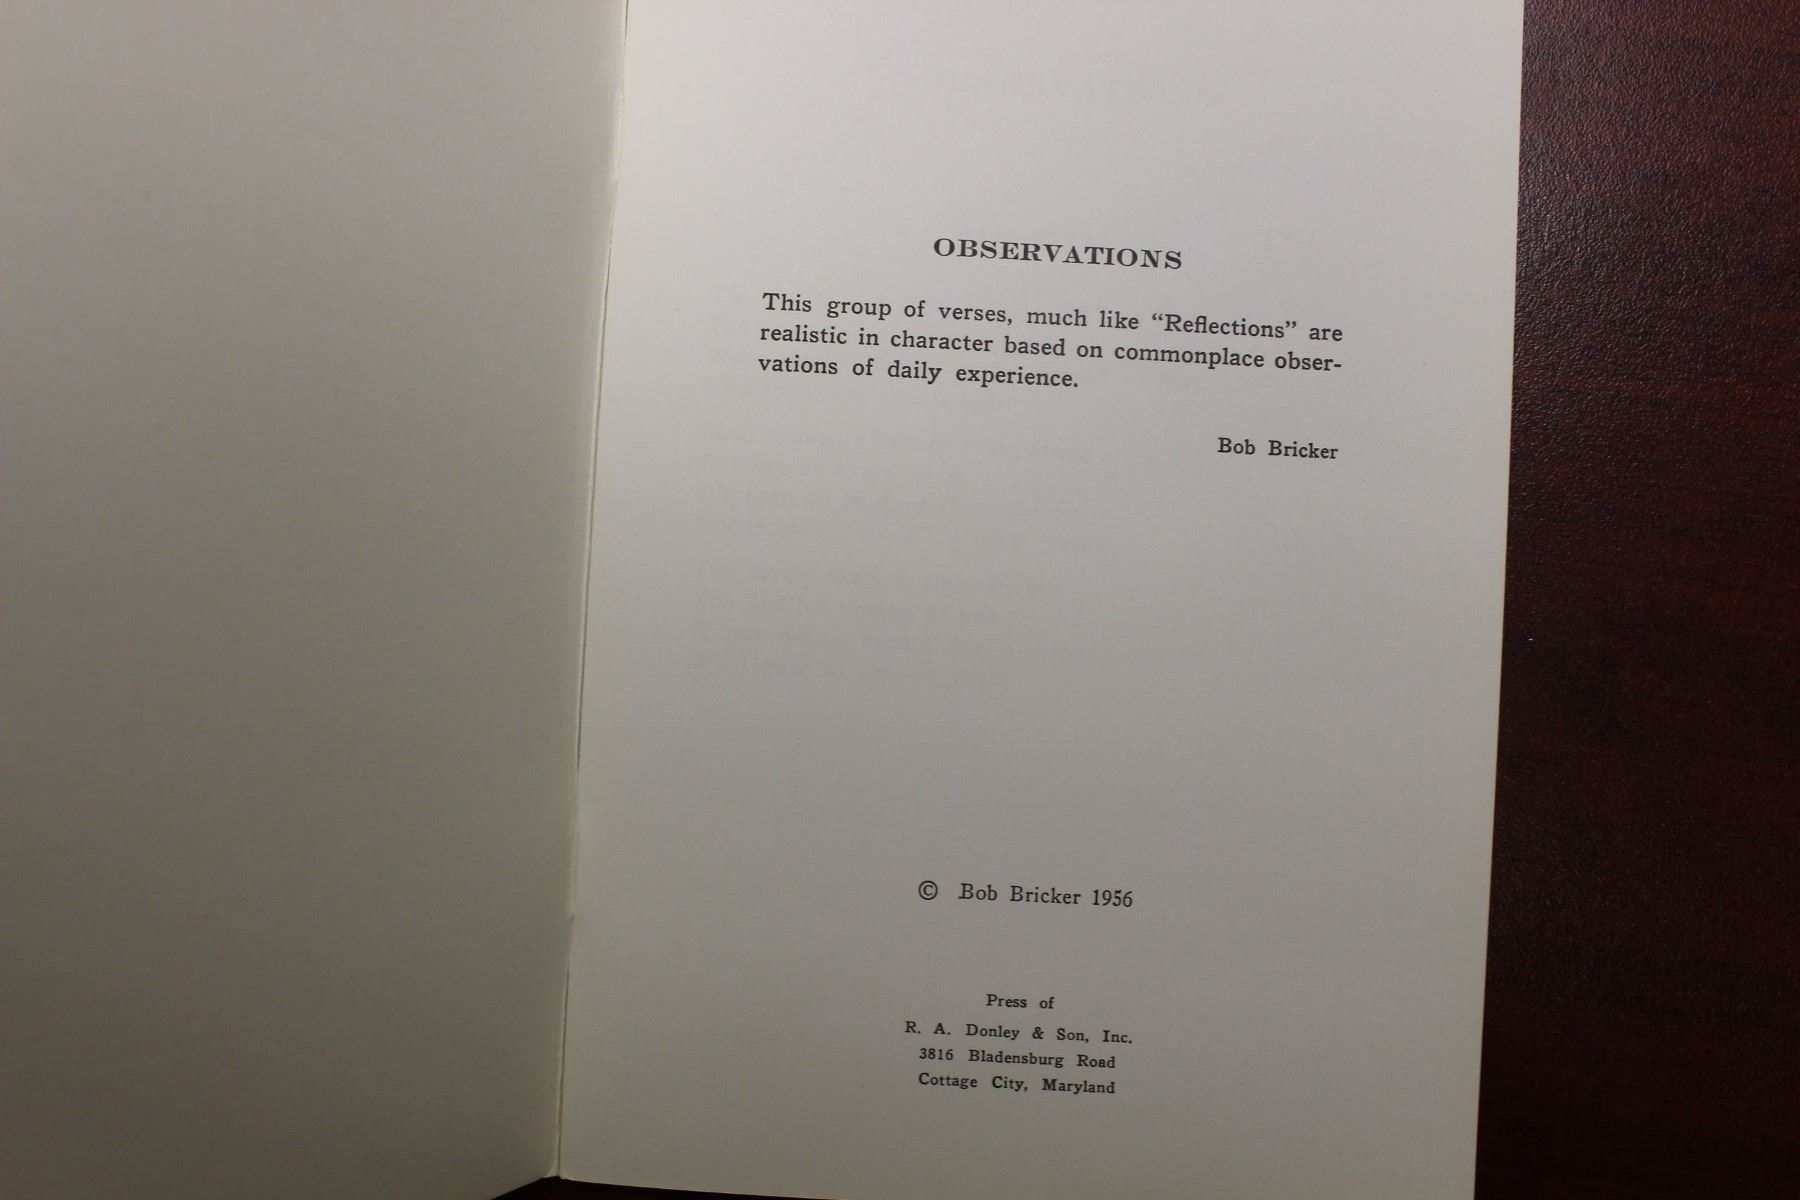 OBSERVATIONS
This group of verses, much like “Reflections” are
realistic in character based on commonplace obser-
vations of daily experience.
Bob Bricker
© Bob Bricker 1956
Press of
R. A. Donley & Son, Inc.
3816 Bladensburg Road
Cottage City, Maryland